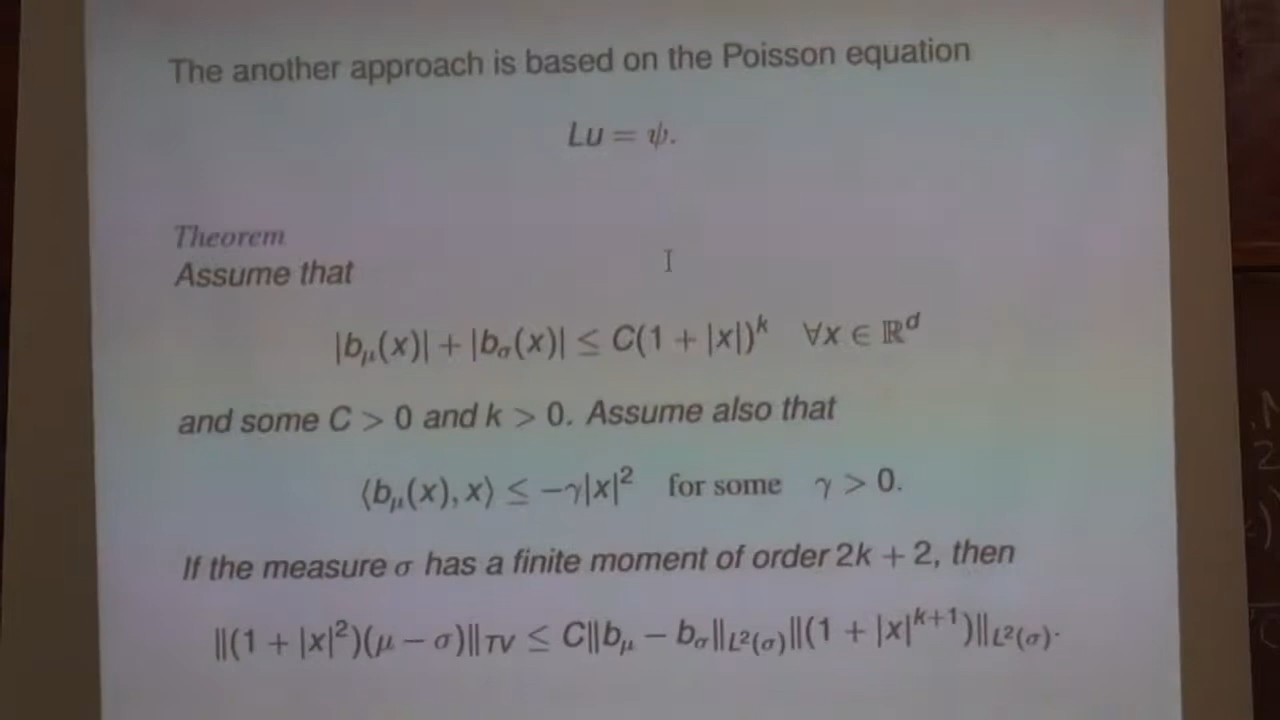 The another approach is based on the Poisson equation
Lu = ψ.
Theorem
Assume that
|b_μ(x)| + |b_σ(x)| ≤ C(1 + |x|)^k ∀x ∈ ℝ^d
and some C > 0 and k > 0. Assume also that
⟨b_μ(x), x⟩ ≤ −γ|x|² for some γ > 0.
If the measure σ has a finite moment of order 2k + 2, then
‖(1 + |x|²)(μ − σ)‖_TV ≤ C‖b_μ − b_σ‖_{L²(σ)}‖(1 + |x|^{k+1})‖_{L²(σ)}.